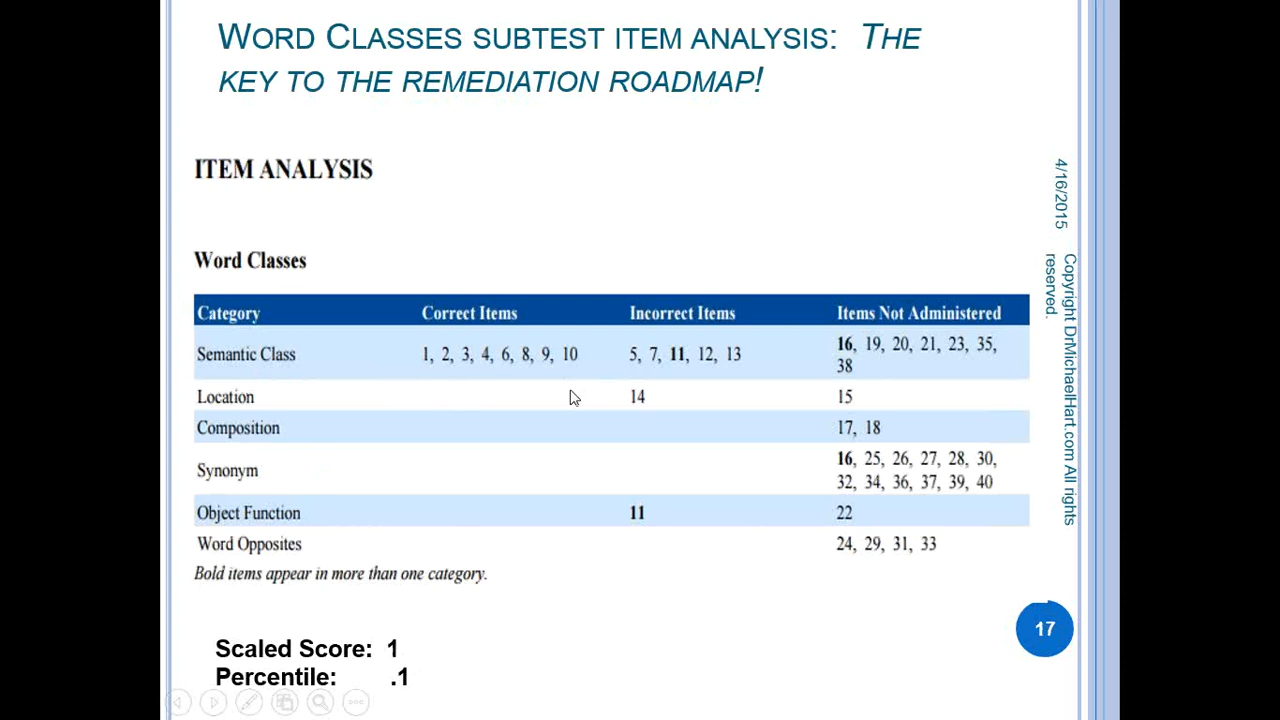 WORD CLASSES SUBTEST ITEM ANALYSIS: THE
KEY TO THE REMEDIATION ROADMAP!
ITEM ANALYSIS
Word Classes
Category Correct Items Incorrect Items Items Not Administered
Semantic Class 1, 2, 3, 4, 6, 8, 9, 10 5, 7, 11, 12, 13 16, 19, 20, 21, 23, 35,
38
Location 14 15
Composition 17, 18
Synonym 16, 25, 26, 27, 28, 30,
32, 34, 36, 37, 39, 40
Object Function 11 22
Word Opposites 24, 29, 31, 33
Bold items appear in more than one category.
Scaled Score: 1
Percentile: .1
4/16/2015
Copyright DrMichaelHart.com All rights
reserved.
17